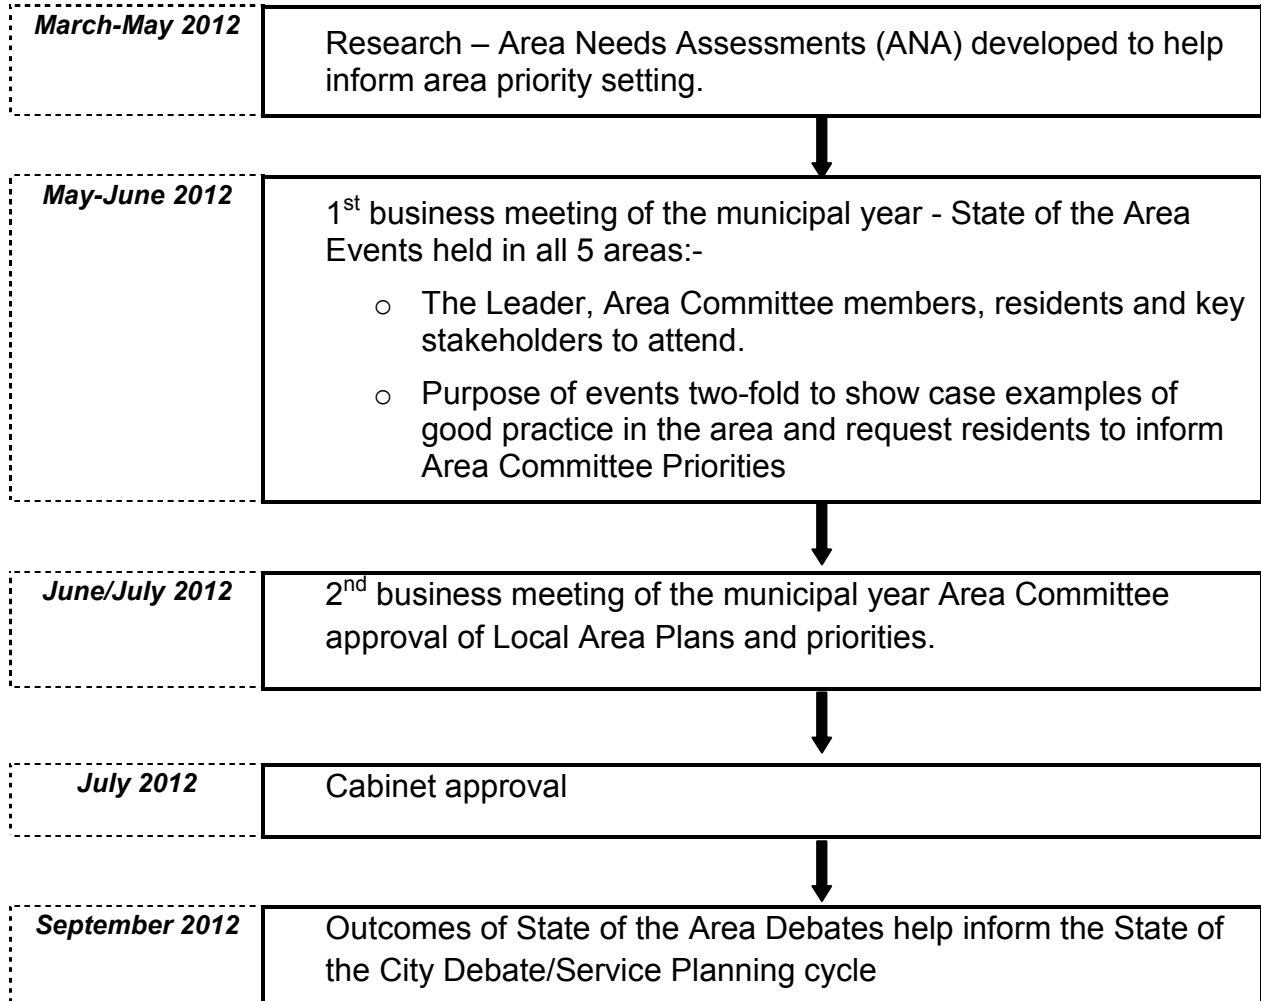 March-May 2012
Research – Area Needs Assessments (ANA) developed to help
inform area priority setting.
May-June 2012
1st business meeting of the municipal year - State of the Area
Events held in all 5 areas:-
o The Leader, Area Committee members, residents and key
stakeholders to attend.
o Purpose of events two-fold to show case examples of
good practice in the area and request residents to inform
Area Committee Priorities
June/July 2012
2nd business meeting of the municipal year Area Committee
approval of Local Area Plans and priorities.
July 2012
Cabinet approval
September 2012
Outcomes of State of the Area Debates help inform the State of
the City Debate/Service Planning cycle